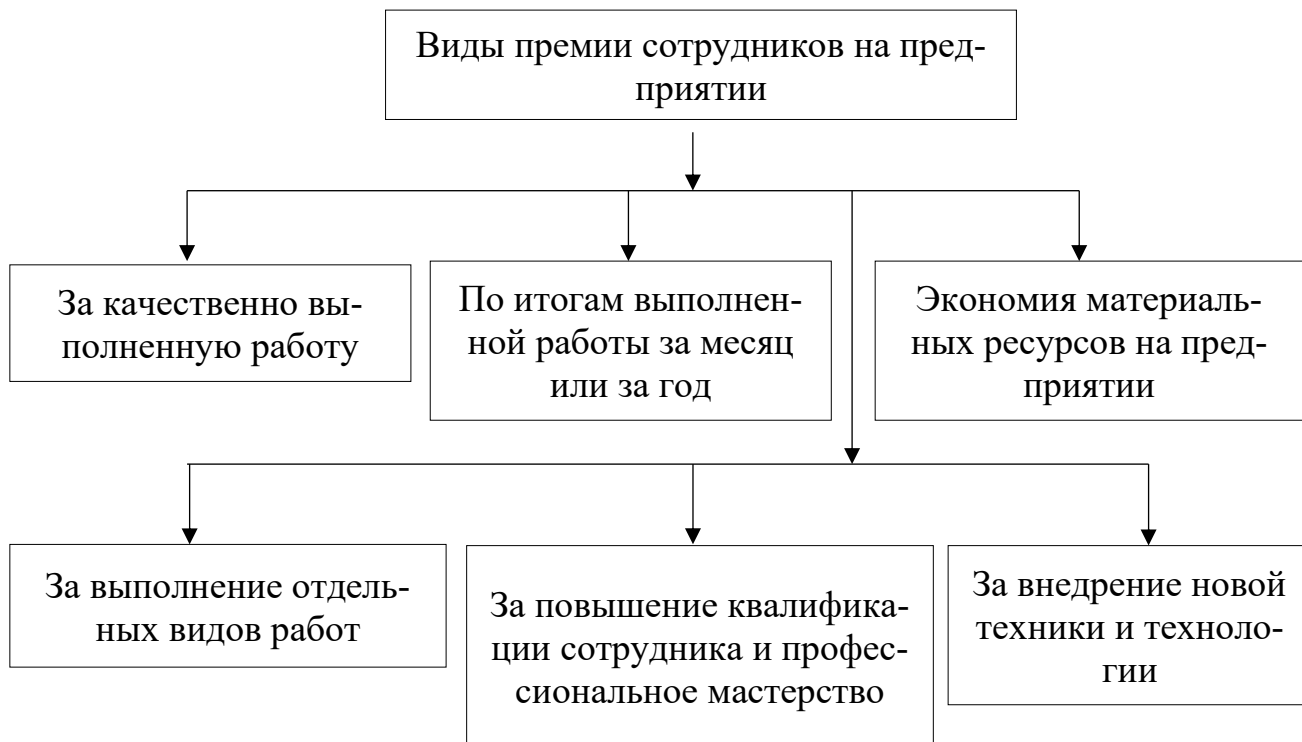 Виды премии сотрудников на пред-
приятии
За качественно вы-
полненную работу
По итогам выполнен-
ной работы за месяц
или за год
Экономия материаль-
ных ресурсов на пред-
приятии
За выполнение отдель-
ных видов работ
За повышение квалифика-
ции сотрудника и профес-
сиональное мастерство
За внедрение новой
техники и техноло-
гии